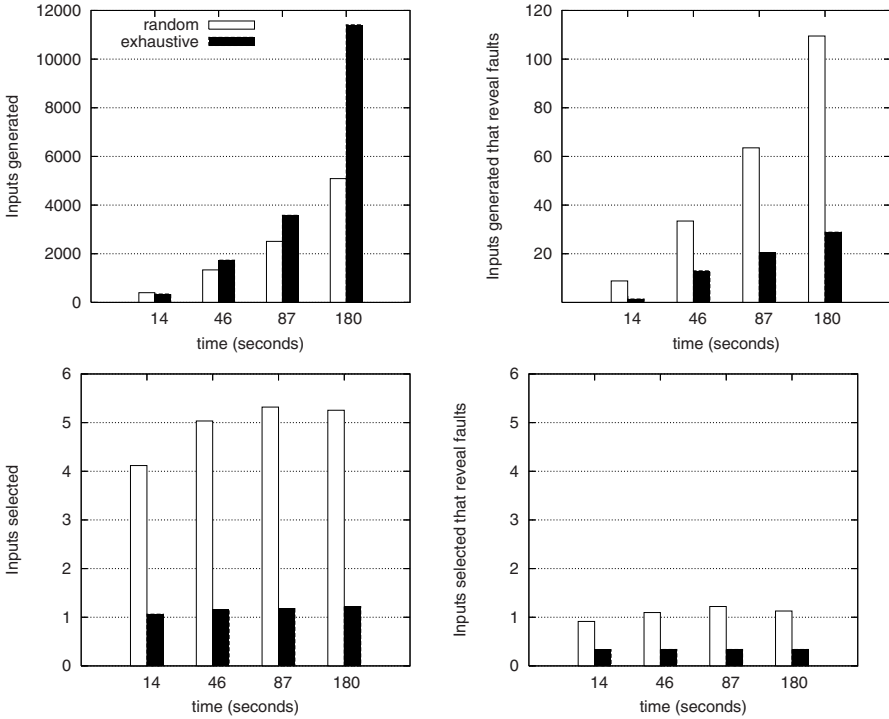 12000
10000
8000
6000
4000
2000
0
Inputs generated
random
exhaustive
14 46 87 180
time (seconds)
120
100
80
60
40
20
Inputs generated that reveal faults
14 46 87 180
time (seconds)
6
5
4
3
2
1
0
Inputs selected
14 46 87 180
time (seconds)
6
5
4
3
2
1
0
Inputs selected that reveal faults
14 46 87 180
time (seconds)